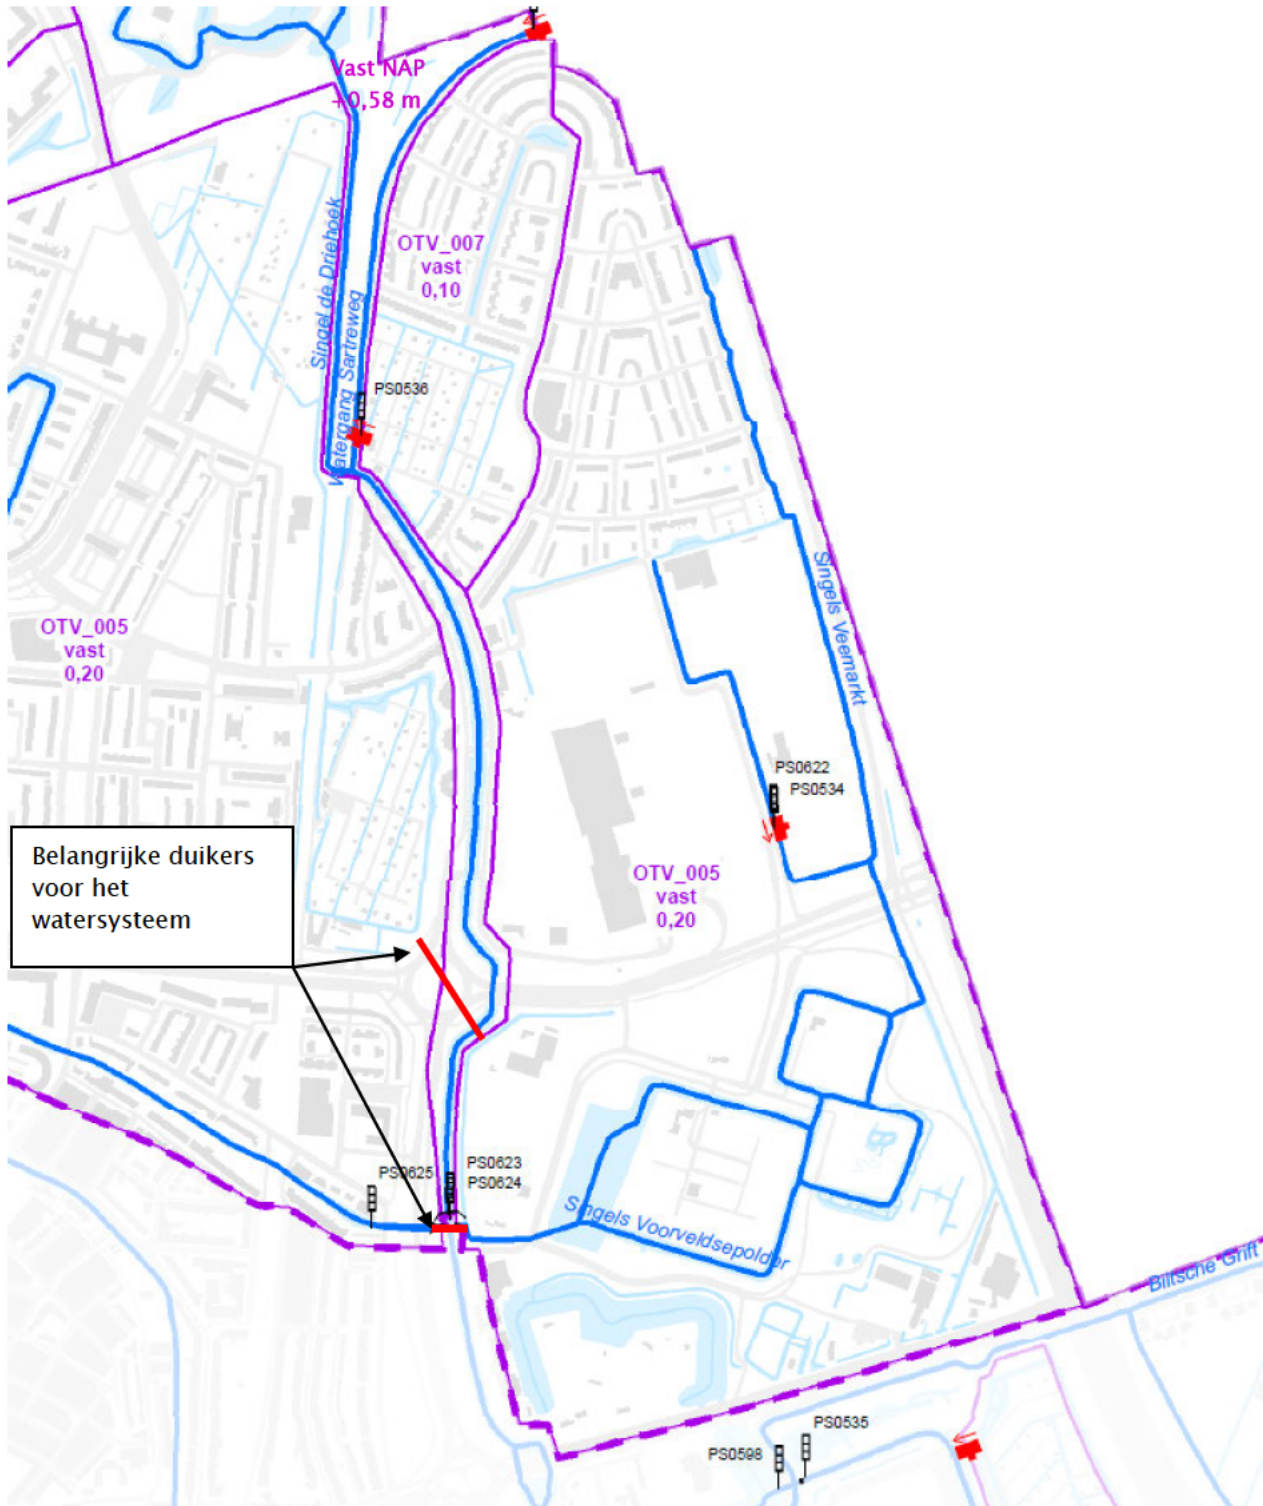 Vast NAP
+0,58 m
OTV_007
vast
0,10
Singel de Driehoek
Watergang Sartreweg
PS0536
Singels Veemarkt
OTV_005
vast
0,20
PS0622
PS0534
Belangrijke duikers
voor het
watersysteem
OTV_005
vast
0,20
PS0625
PS0623
PS0624
Singels Voorveldsepolder
Biltsche Grift
PS0535
PS0598